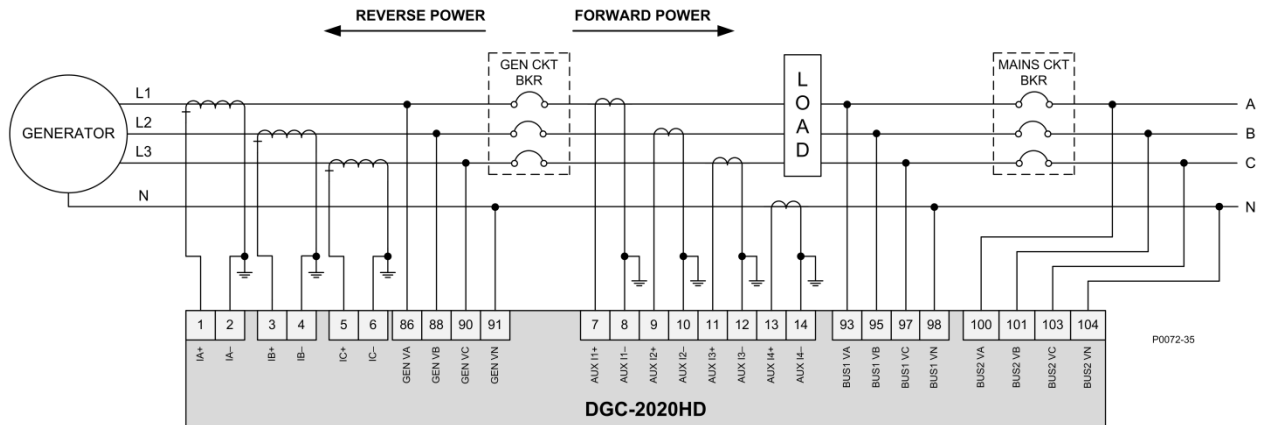 REVERSE POWER
FORWARD POWER
GEN CKT
BKR
MAINS CKT
BKR
L
O
A
D
GENERATOR
L1
L2
L3
N
A
B
C
N
1 2 3 4 5 6 86 88 90 91 7 8 9 10 11 12 13 14 93 95 97 98 100 101 103 104
IA+
IA–
IB+
IB–
IC+
IC–
GEN VA
GEN VB
GEN VC
GEN VN
AUX I1+
AUX I1–
AUX I2+
AUX I2–
AUX I3+
AUX I3–
AUX I4+
AUX I4–
BUS1 VA
BUS1 VB
BUS1 VC
BUS1 VN
BUS2 VA
BUS2 VB
BUS2 VC
BUS2 VN
P0072-35
DGC-2020HD